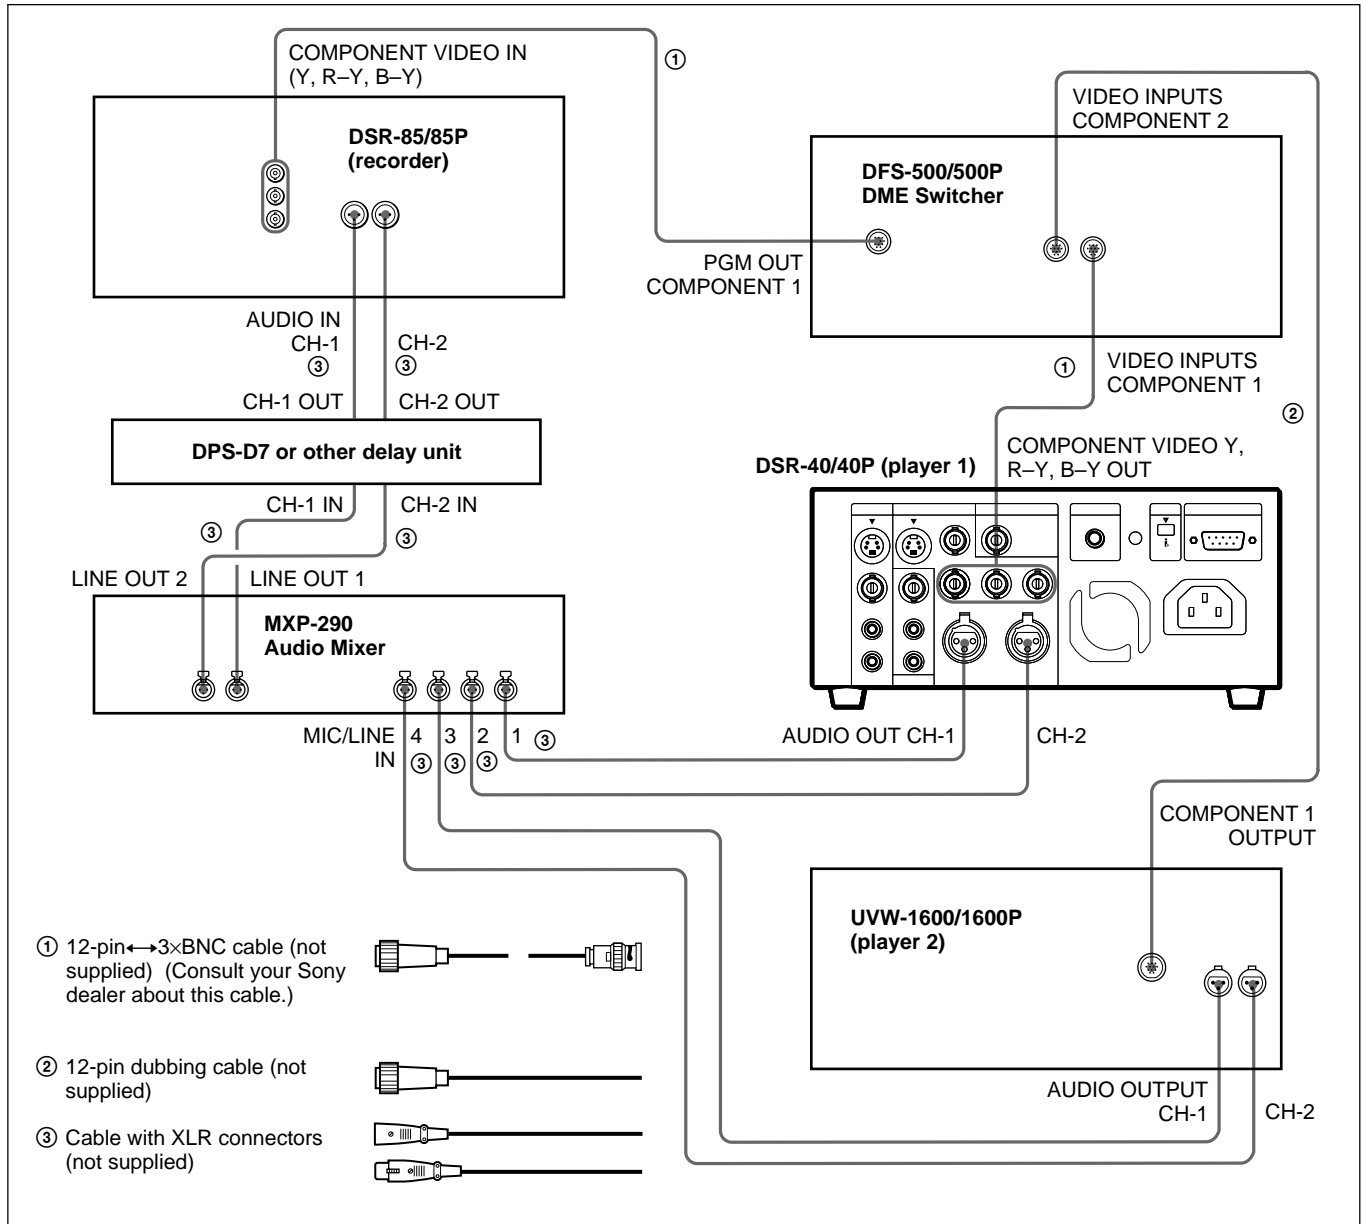 COMPONENT VIDEO IN
(Y, R–Y, B–Y)
①
VIDEO INPUTS
COMPONENT 2
DSR-85/85P
(recorder)
DFS-500/500P
DME Switcher
PGM OUT
COMPONENT 1
AUDIO IN
CH-1
③
CH-2
③
①
VIDEO INPUTS
COMPONENT 1
②
CH-1 OUT
CH-2 OUT
DPS-D7 or other delay unit
COMPONENT VIDEO Y,
R–Y, B–Y OUT
DSR-40/40P (player 1)
CH-1 IN
CH-2 IN
③
③
LINE OUT 2
LINE OUT 1
MXP-290
Audio Mixer
MIC/LINE
IN
4
3
2
1
③
③
③
③
AUDIO OUT CH-1
CH-2
COMPONENT 1
OUTPUT
UVW-1600/1600P
(player 2)
AUDIO OUTPUT
CH-1
CH-2
① 12-pin↔3×BNC cable (not
supplied) (Consult your Sony
dealer about this cable.)
② 12-pin dubbing cable (not
supplied)
③ Cable with XLR connectors
(not supplied)